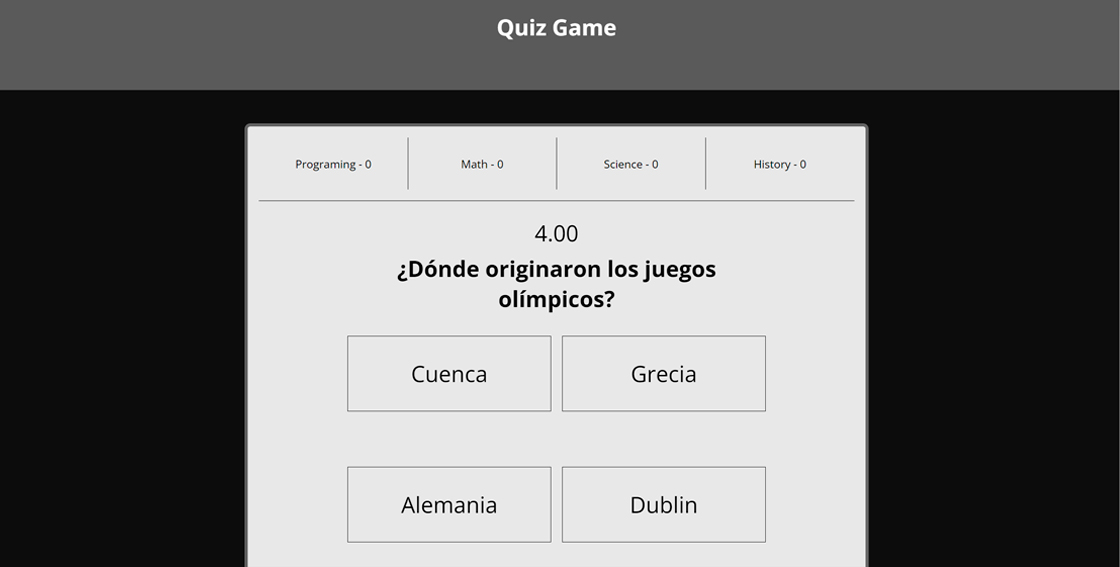 Quiz Game
Programing - 0
Math - 0
Science - 0
History - 0
4.00
¿Dónde originaron los juegos
olímpicos?
Cuenca
Grecia
Alemania
Dublin